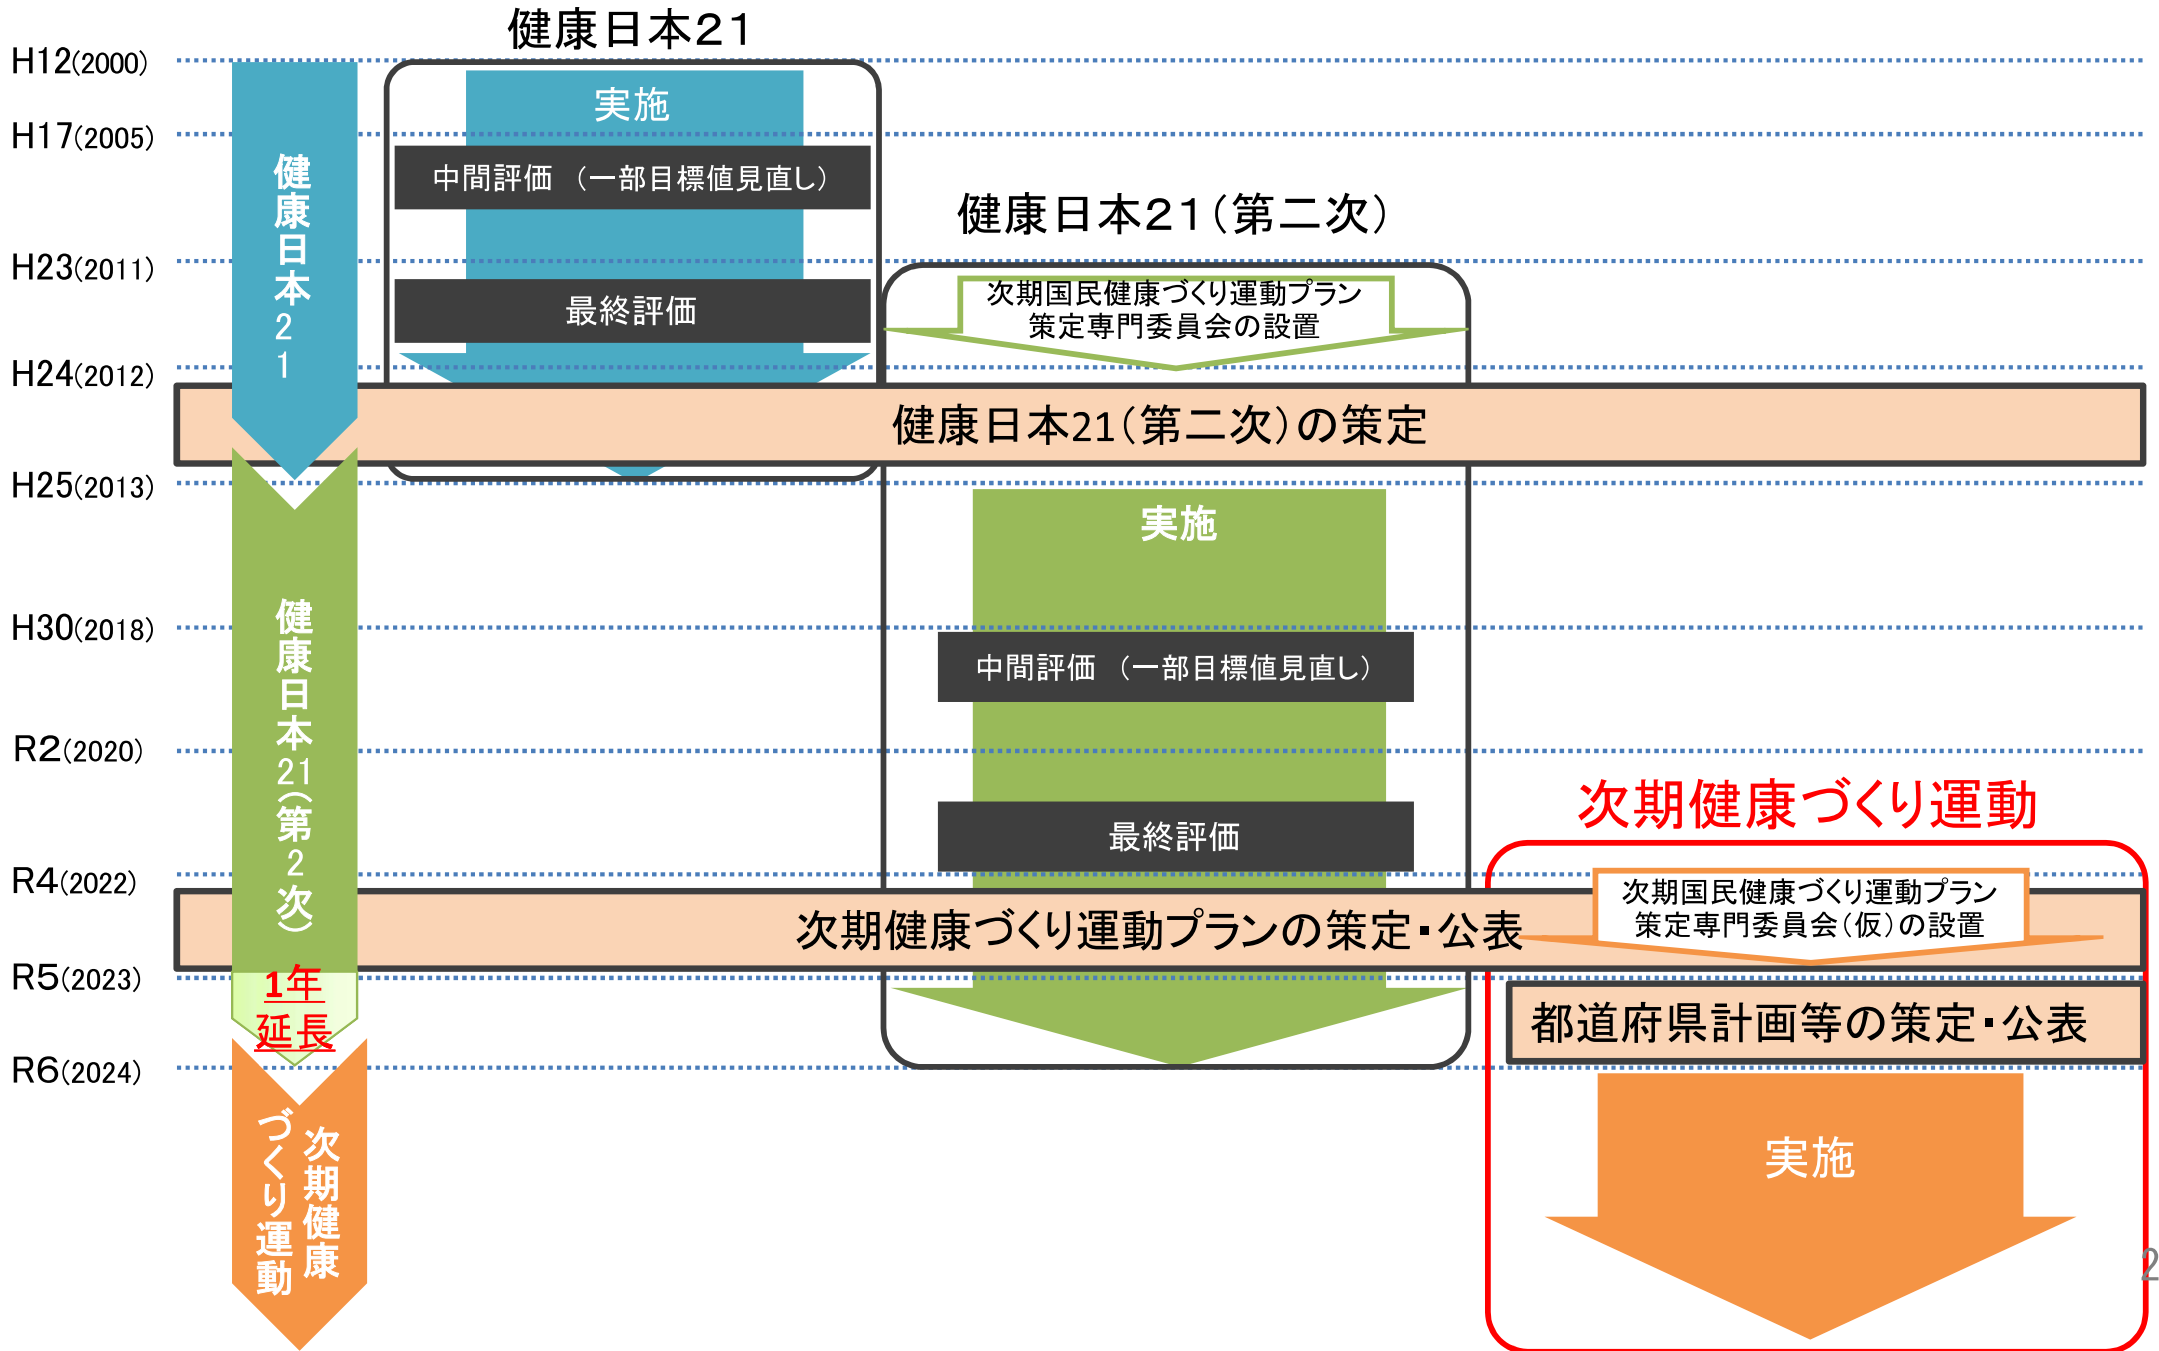 健康日本２１
H12(2000)
実施
H17(2005)
中間評価 （一部目標値見直し）
健康日本21
健康日本２１（第二次）
H23(2011)
次期国民健康づくり運動プラン
策定専門委員会の設置
最終評価
H24(2012)
健康日本21（第二次）の策定
H25(2013)
実施
健康日本21（第２次）
H30(2018)
中間評価 （一部目標値見直し）
R2(2020)
次期健康づくり運動
最終評価
R4(2022)
次期国民健康づくり運動プラン
策定専門委員会（仮）の設置
次期健康づくり運動プランの策定・公表
R5(2023)
1年
延長
都道府県計画等の策定・公表
R6(2024)
次期健康
づくり運動
実施
2